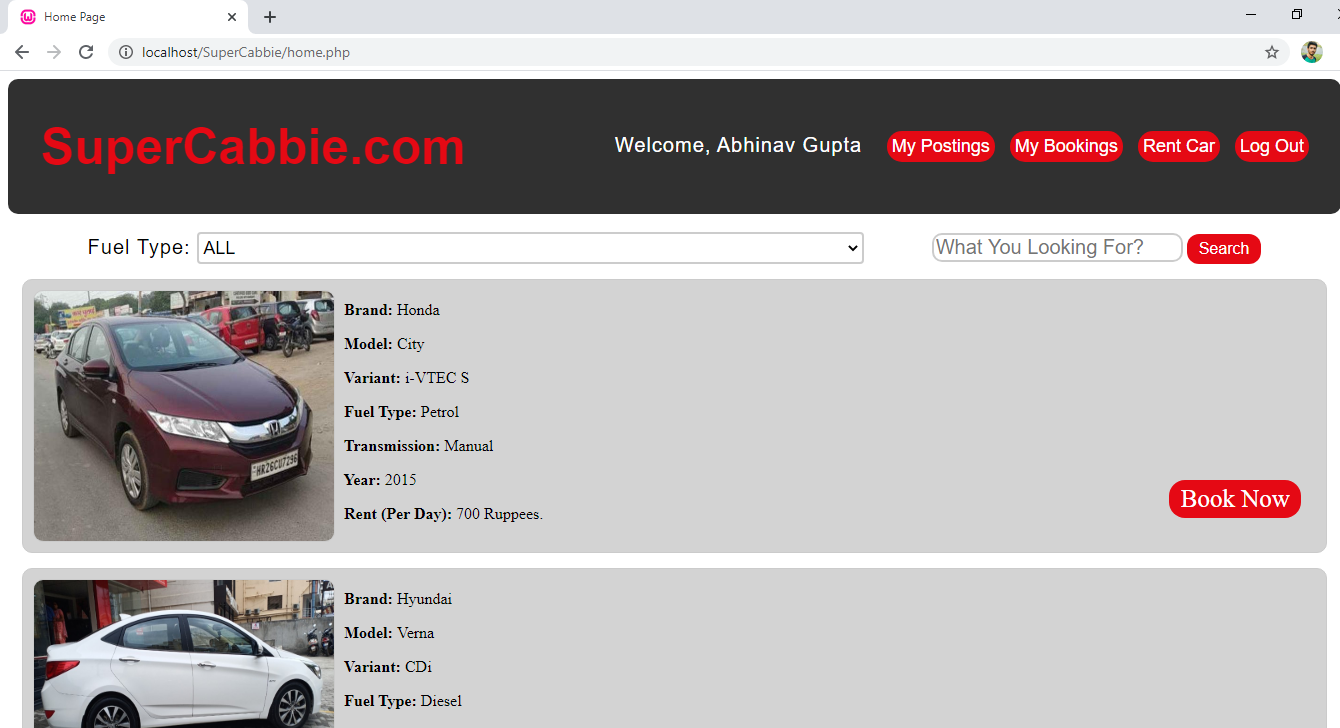 Home Page
localhost/SuperCabbie/home.php
SuperCabbie.com
Welcome, Abhinav Gupta
My Postings
My Bookings
Rent Car
Log Out
Fuel Type:
ALL
What You Looking For?
Search
Brand: Honda
Model: City
Variant: i-VTEC S
Fuel Type: Petrol
Transmission: Manual
Year: 2015
Rent (Per Day): 700 Ruppees.
HR26CU7296
Book Now
Brand: Hyundai
Model: Verna
Variant: CDi
Fuel Type: Diesel